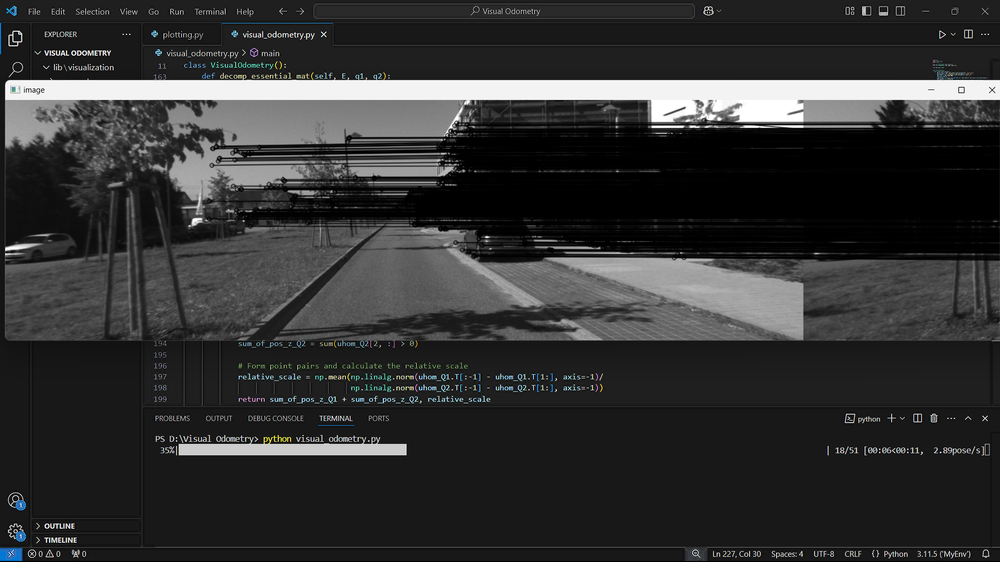 File Edit Selection View Go Run Terminal Help
Visual Odometry
EXPLORER
plotting.py
visual_odometry.py
VISUAL ODOMETRY
visual_odometry.py > main
lib\visualization
11 class VisualOdometry():
163 def decomp_essential_mat(self, E, q1, q2):
image
194 sum_of_pos_z_Q2 = sum(uhom_Q2[2, :] > 0)
195
196 # Form point pairs and calculate the relative scale
197 relative_scale = np.mean(np.linalg.norm(uhom_Q1.T[:-1] - uhom_Q1.T[1:], axis=-1)/
198 np.linalg.norm(uhom_Q2.T[:-1] - uhom_Q2.T[1:], axis=-1))
199 return sum_of_pos_z_Q1 + sum_of_pos_z_Q2, relative_scale
PROBLEMS OUTPUT DEBUG CONSOLE TERMINAL PORTS
python
PS D:\Visual Odometry> python visual_odometry.py
35%| | 18/51 [00:06<00:11, 2.89pose/s]
OUTLINE
TIMELINE
0 0 0
Ln 227, Col 30 Spaces: 4 UTF-8 CRLF {} Python 3.11.5 ('MyEnv')